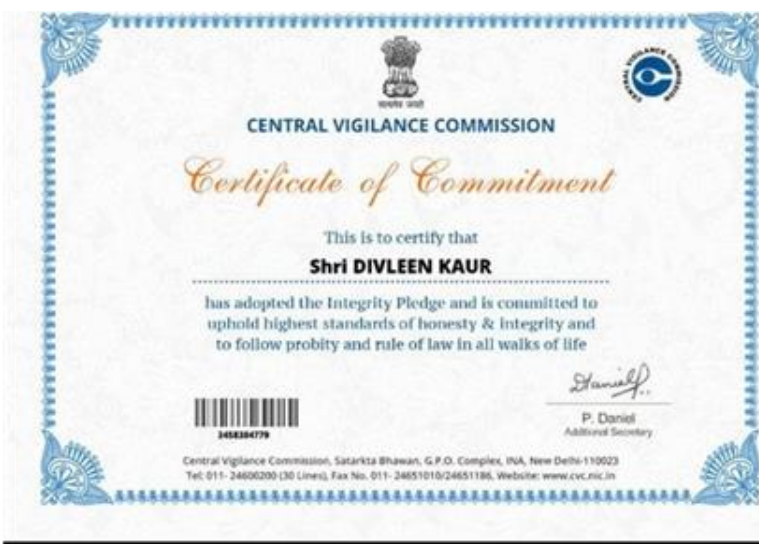 सत्यमेव जयते
CENTRAL VIGILANCE COMMISSION
CENTRAL VIGILANCE COMMISSION
Certificate of Commitment
This is to certify that
Shri DIVLEEN KAUR
has adopted the Integrity Pledge and is committed to
uphold highest standards of honesty & integrity and
to follow probity and rule of law in all walks of life
P. Daniel
Additional Secretary
Central Vigilance Commission, Satarkta Bhawan, G.P.O. Complex, INA, New Delhi-110023
Tel: 011- 24600200 (30 Lines), Fax No. 011- 24651010/24651186, Website: www.cvc.nic.in